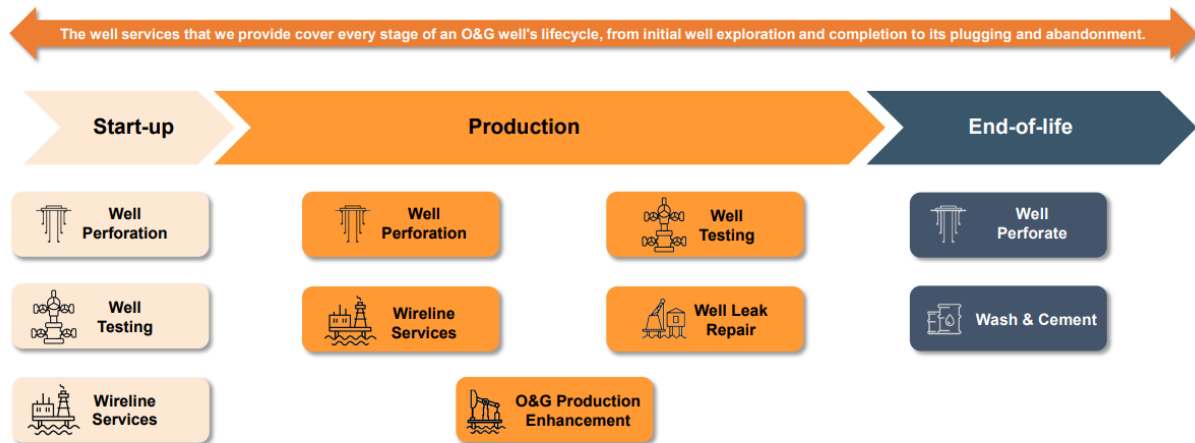 The well services that we provide cover every stage of an O&G well's lifecycle, from initial well exploration and completion to its plugging and abandonment.
Start-up
Production
End-of-life
Well
Perforation
Well
Testing
Wireline
Services
Well
Perforation
Well
Testing
Wireline
Services
Well Leak
Repair
O&G Production
Enhancement
Well
Perforate
Wash & Cement